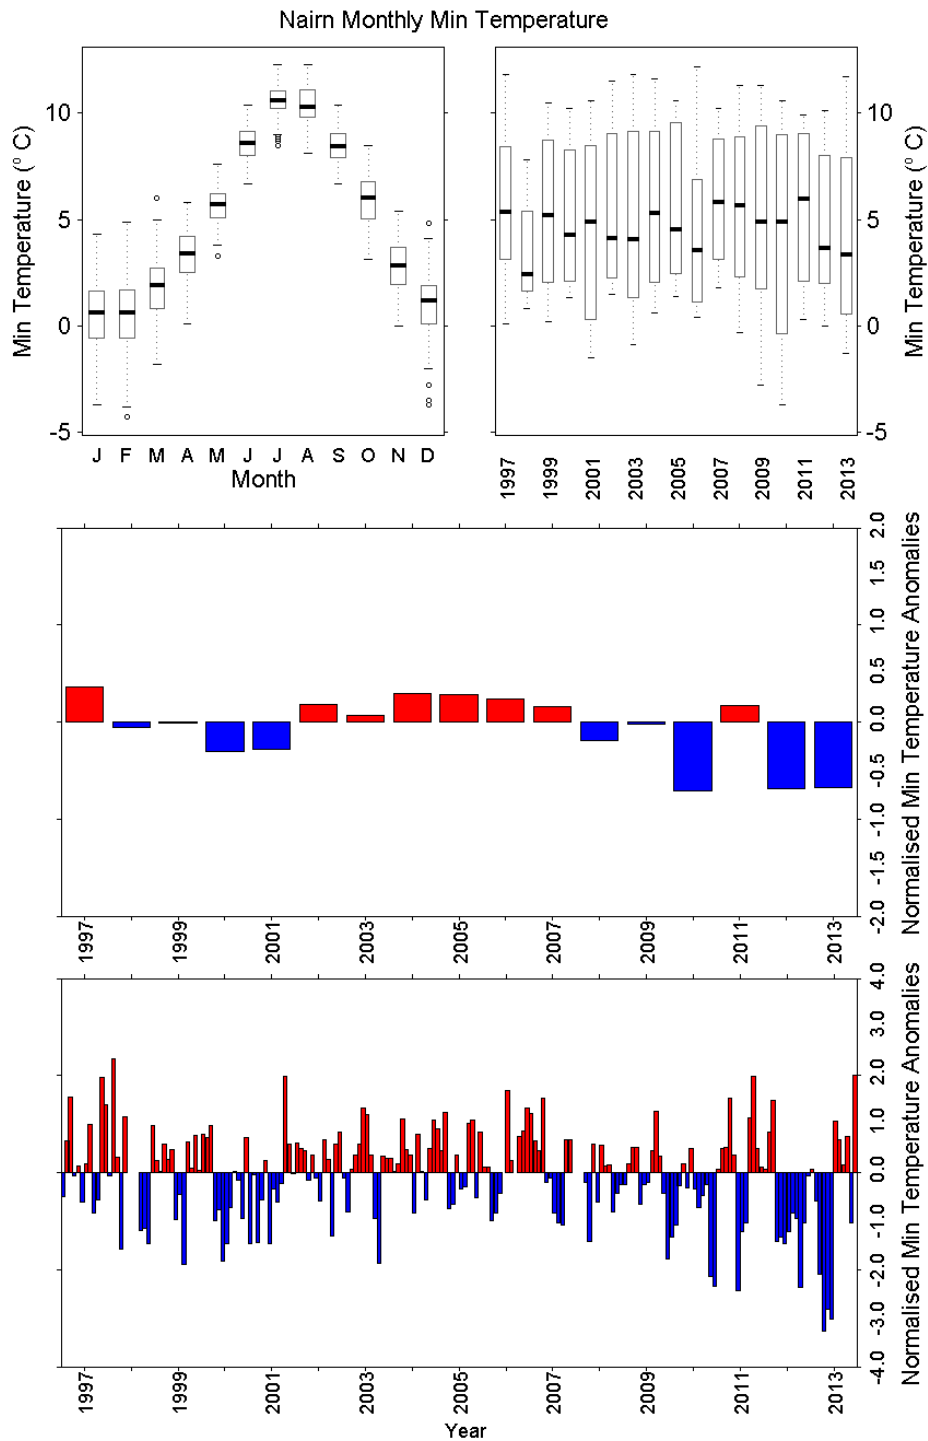 Nairn Monthly Min Temperature
Min Temperature (° C)
10
5
0
-5
J F M A M J J A S O N D
Month
10
5
0
-5
Min Temperature (° C)
1997 1999 2001 2003 2005 2007 2009 2011 2013
2.0
1.5
1.0
0.5
0.0
-0.5
-1.0
-1.5
-2.0
Normalised Min Temperature Anomalies
1997 1999 2001 2003 2005 2007 2009 2011 2013
4.0
3.0
2.0
1.0
0.0
-1.0
-2.0
-3.0
-4.0
Normalised Min Temperature Anomalies
1997 1999 2001 2003 2005 2007 2009 2011 2013
Year